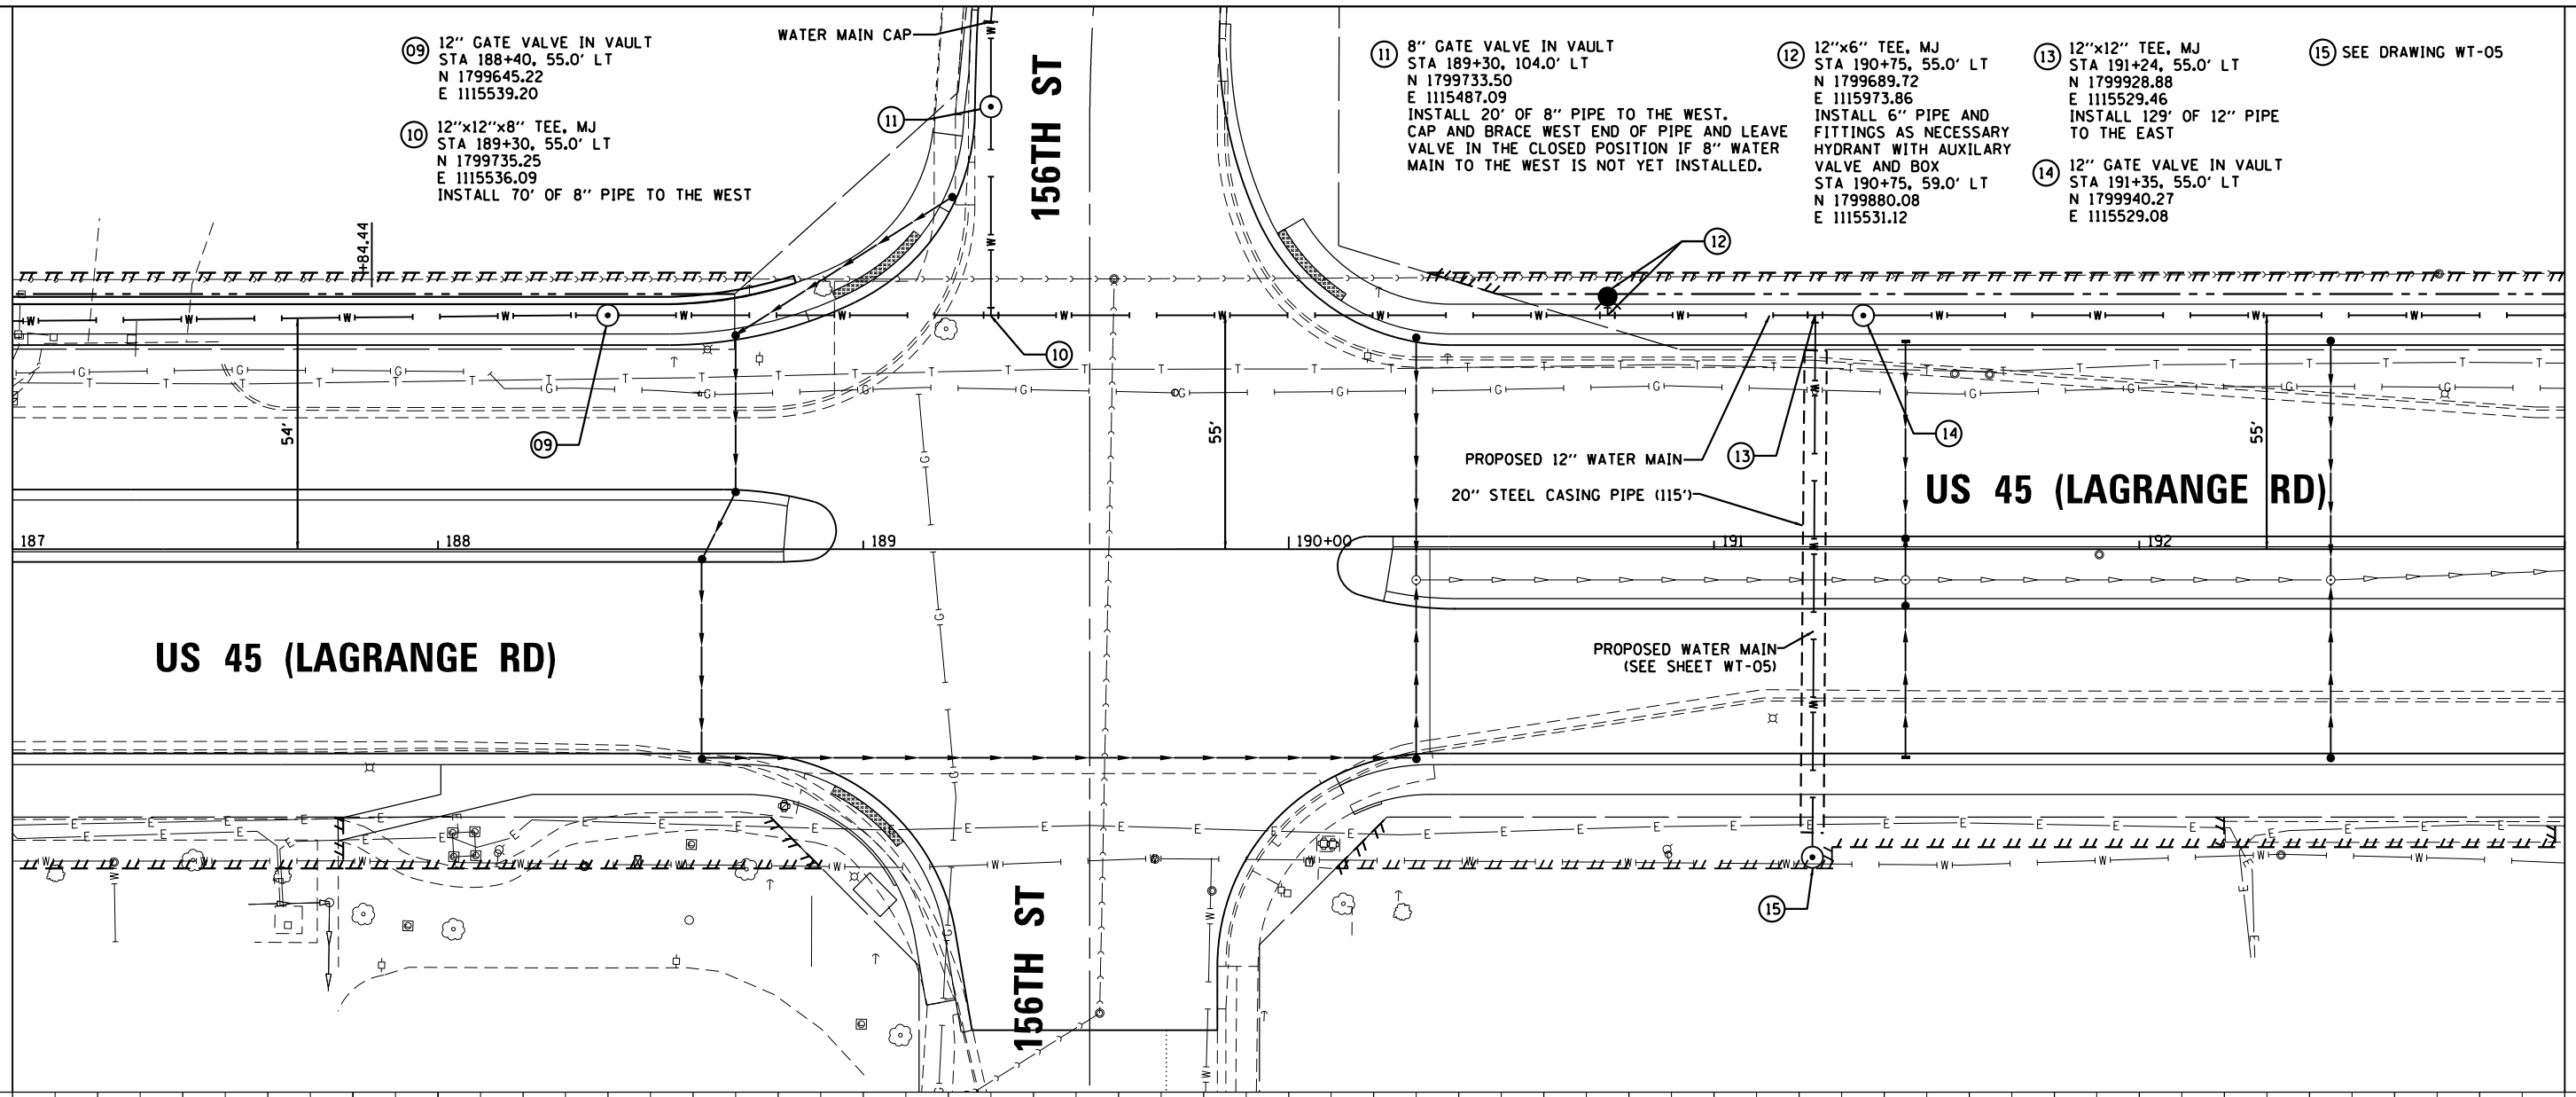 09 12" GATE VALVE IN VAULT
STA 188+40, 55.0' LT
N 1799645.22
E 1115539.20
10 12"x12"x8" TEE, MJ
STA 189+30, 55.0' LT
N 1799735.25
E 1115536.09
INSTALL 70' OF 8" PIPE TO THE WEST
WATER MAIN CAP
11
156TH ST
11 8" GATE VALVE IN VAULT
STA 189+30, 104.0' LT
N 1799733.50
E 1115487.09
INSTALL 20' OF 8" PIPE TO THE WEST.
CAP AND BRACE WEST END OF PIPE AND LEAVE
VALVE IN THE CLOSED POSITION IF 8" WATER
MAIN TO THE WEST IS NOT YET INSTALLED.
12 12"x6" TEE, MJ
STA 190+75, 55.0' LT
N 1799689.72
E 1115973.86
INSTALL 6" PIPE AND
FITTINGS AS NECESSARY
HYDRANT WITH AUXILARY
VALVE AND BOX
STA 190+75, 59.0' LT
N 1799880.08
E 1115531.12
13 12"x12" TEE, MJ
STA 191+24, 55.0' LT
N 1799928.88
E 1115529.46
INSTALL 129' OF 12" PIPE
TO THE EAST
14 12" GATE VALVE IN VAULT
STA 191+35, 55.0' LT
N 1799940.27
E 1115529.08
15 SEE DRAWING WT-05
+84.44
12
10
54'
09
55'
PROPOSED 12" WATER MAIN
13
14
55'
20" STEEL CASING PIPE (115')
US 45 (LAGRANGE RD)
187
188
189
190+00
191
192
US 45 (LAGRANGE RD)
PROPOSED WATER MAIN
(SEE SHEET WT-05)
15
156TH ST